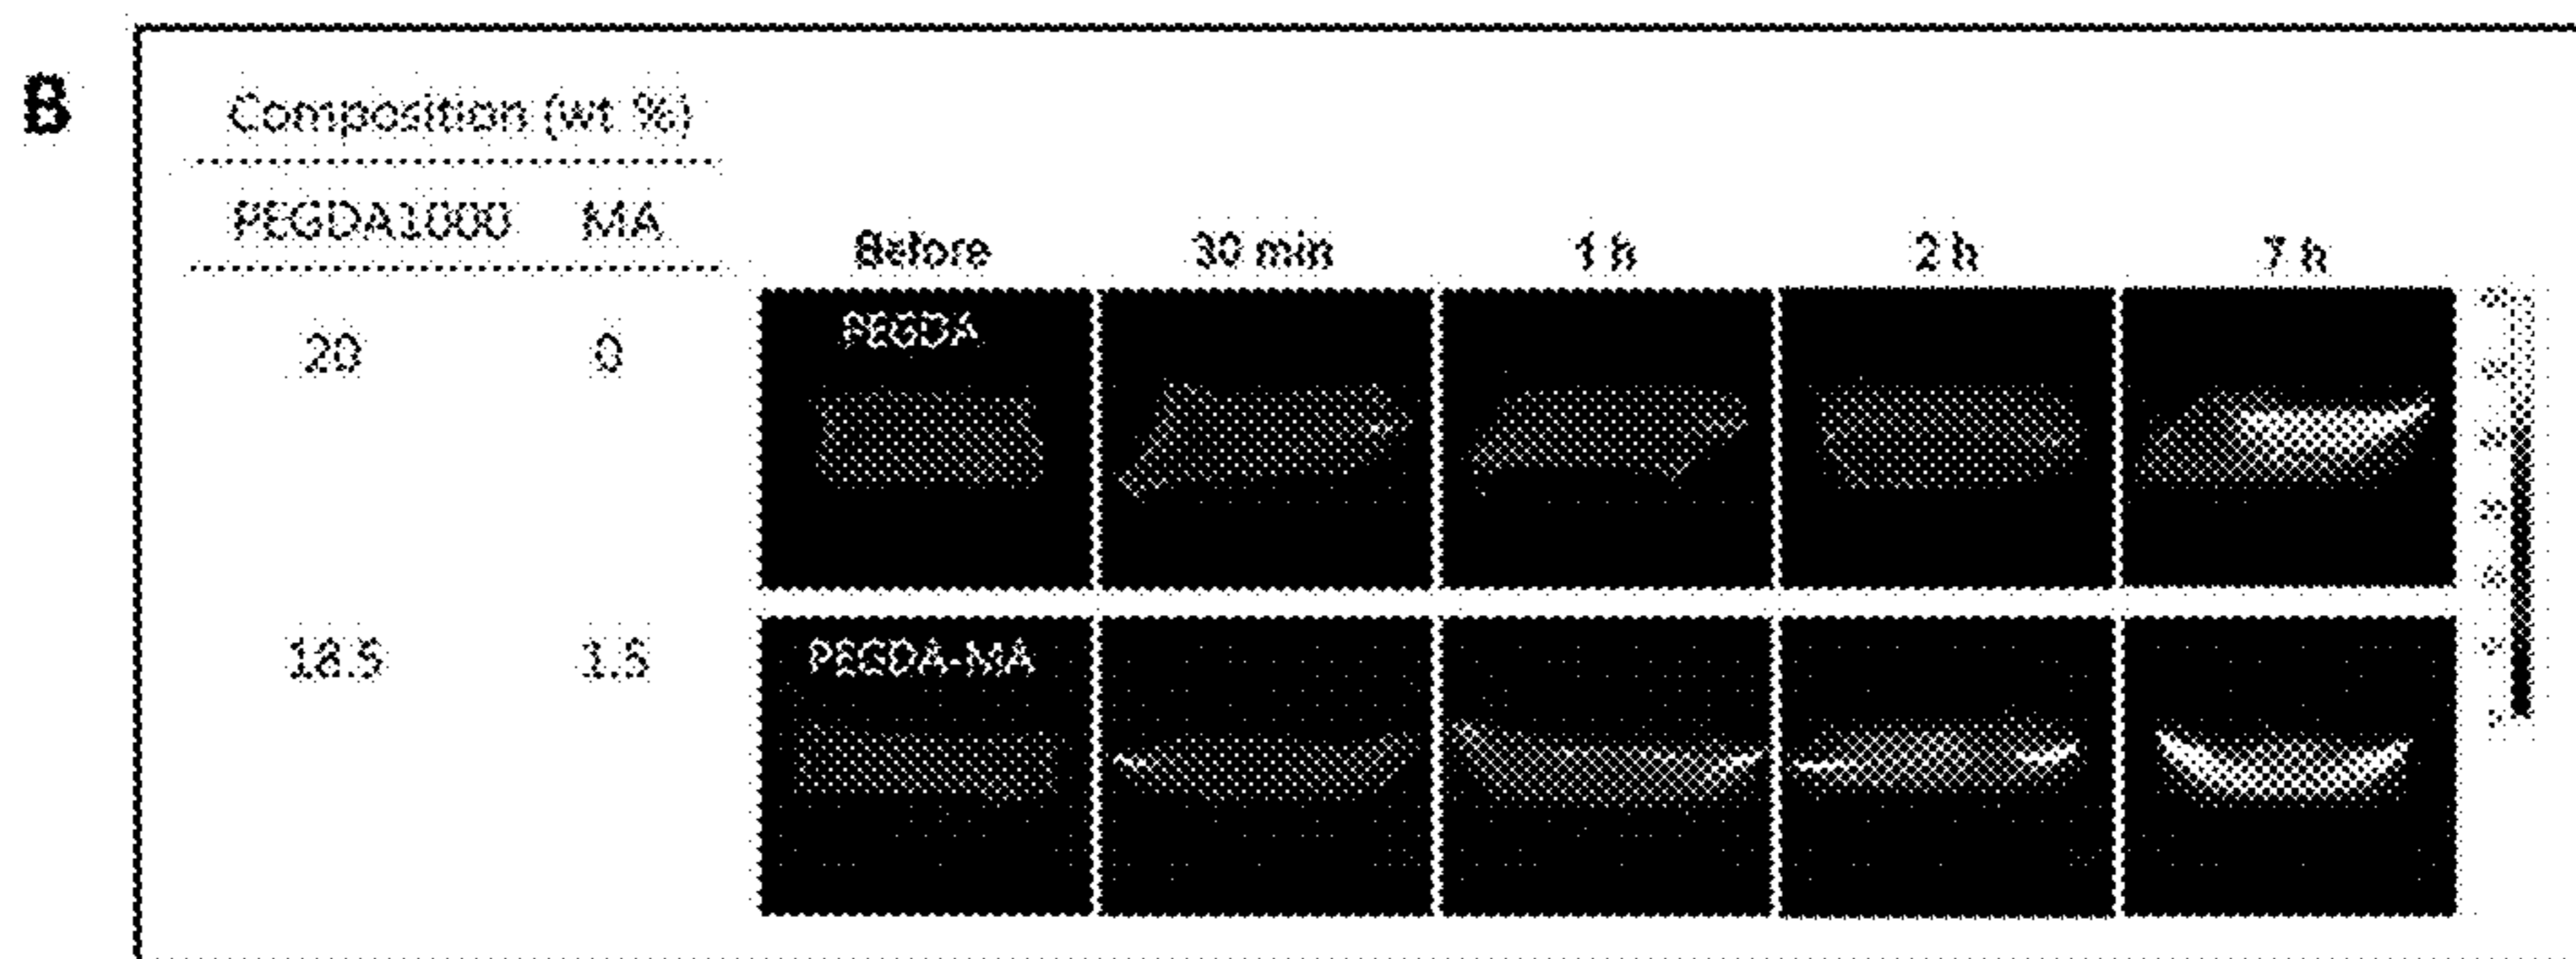 B
Composition (wt %)
PEGDA1000 MA
Before 30 min 1 h 2 h 7 h
20 0 PEGDA
18.5 1.5 PEGDA-MA